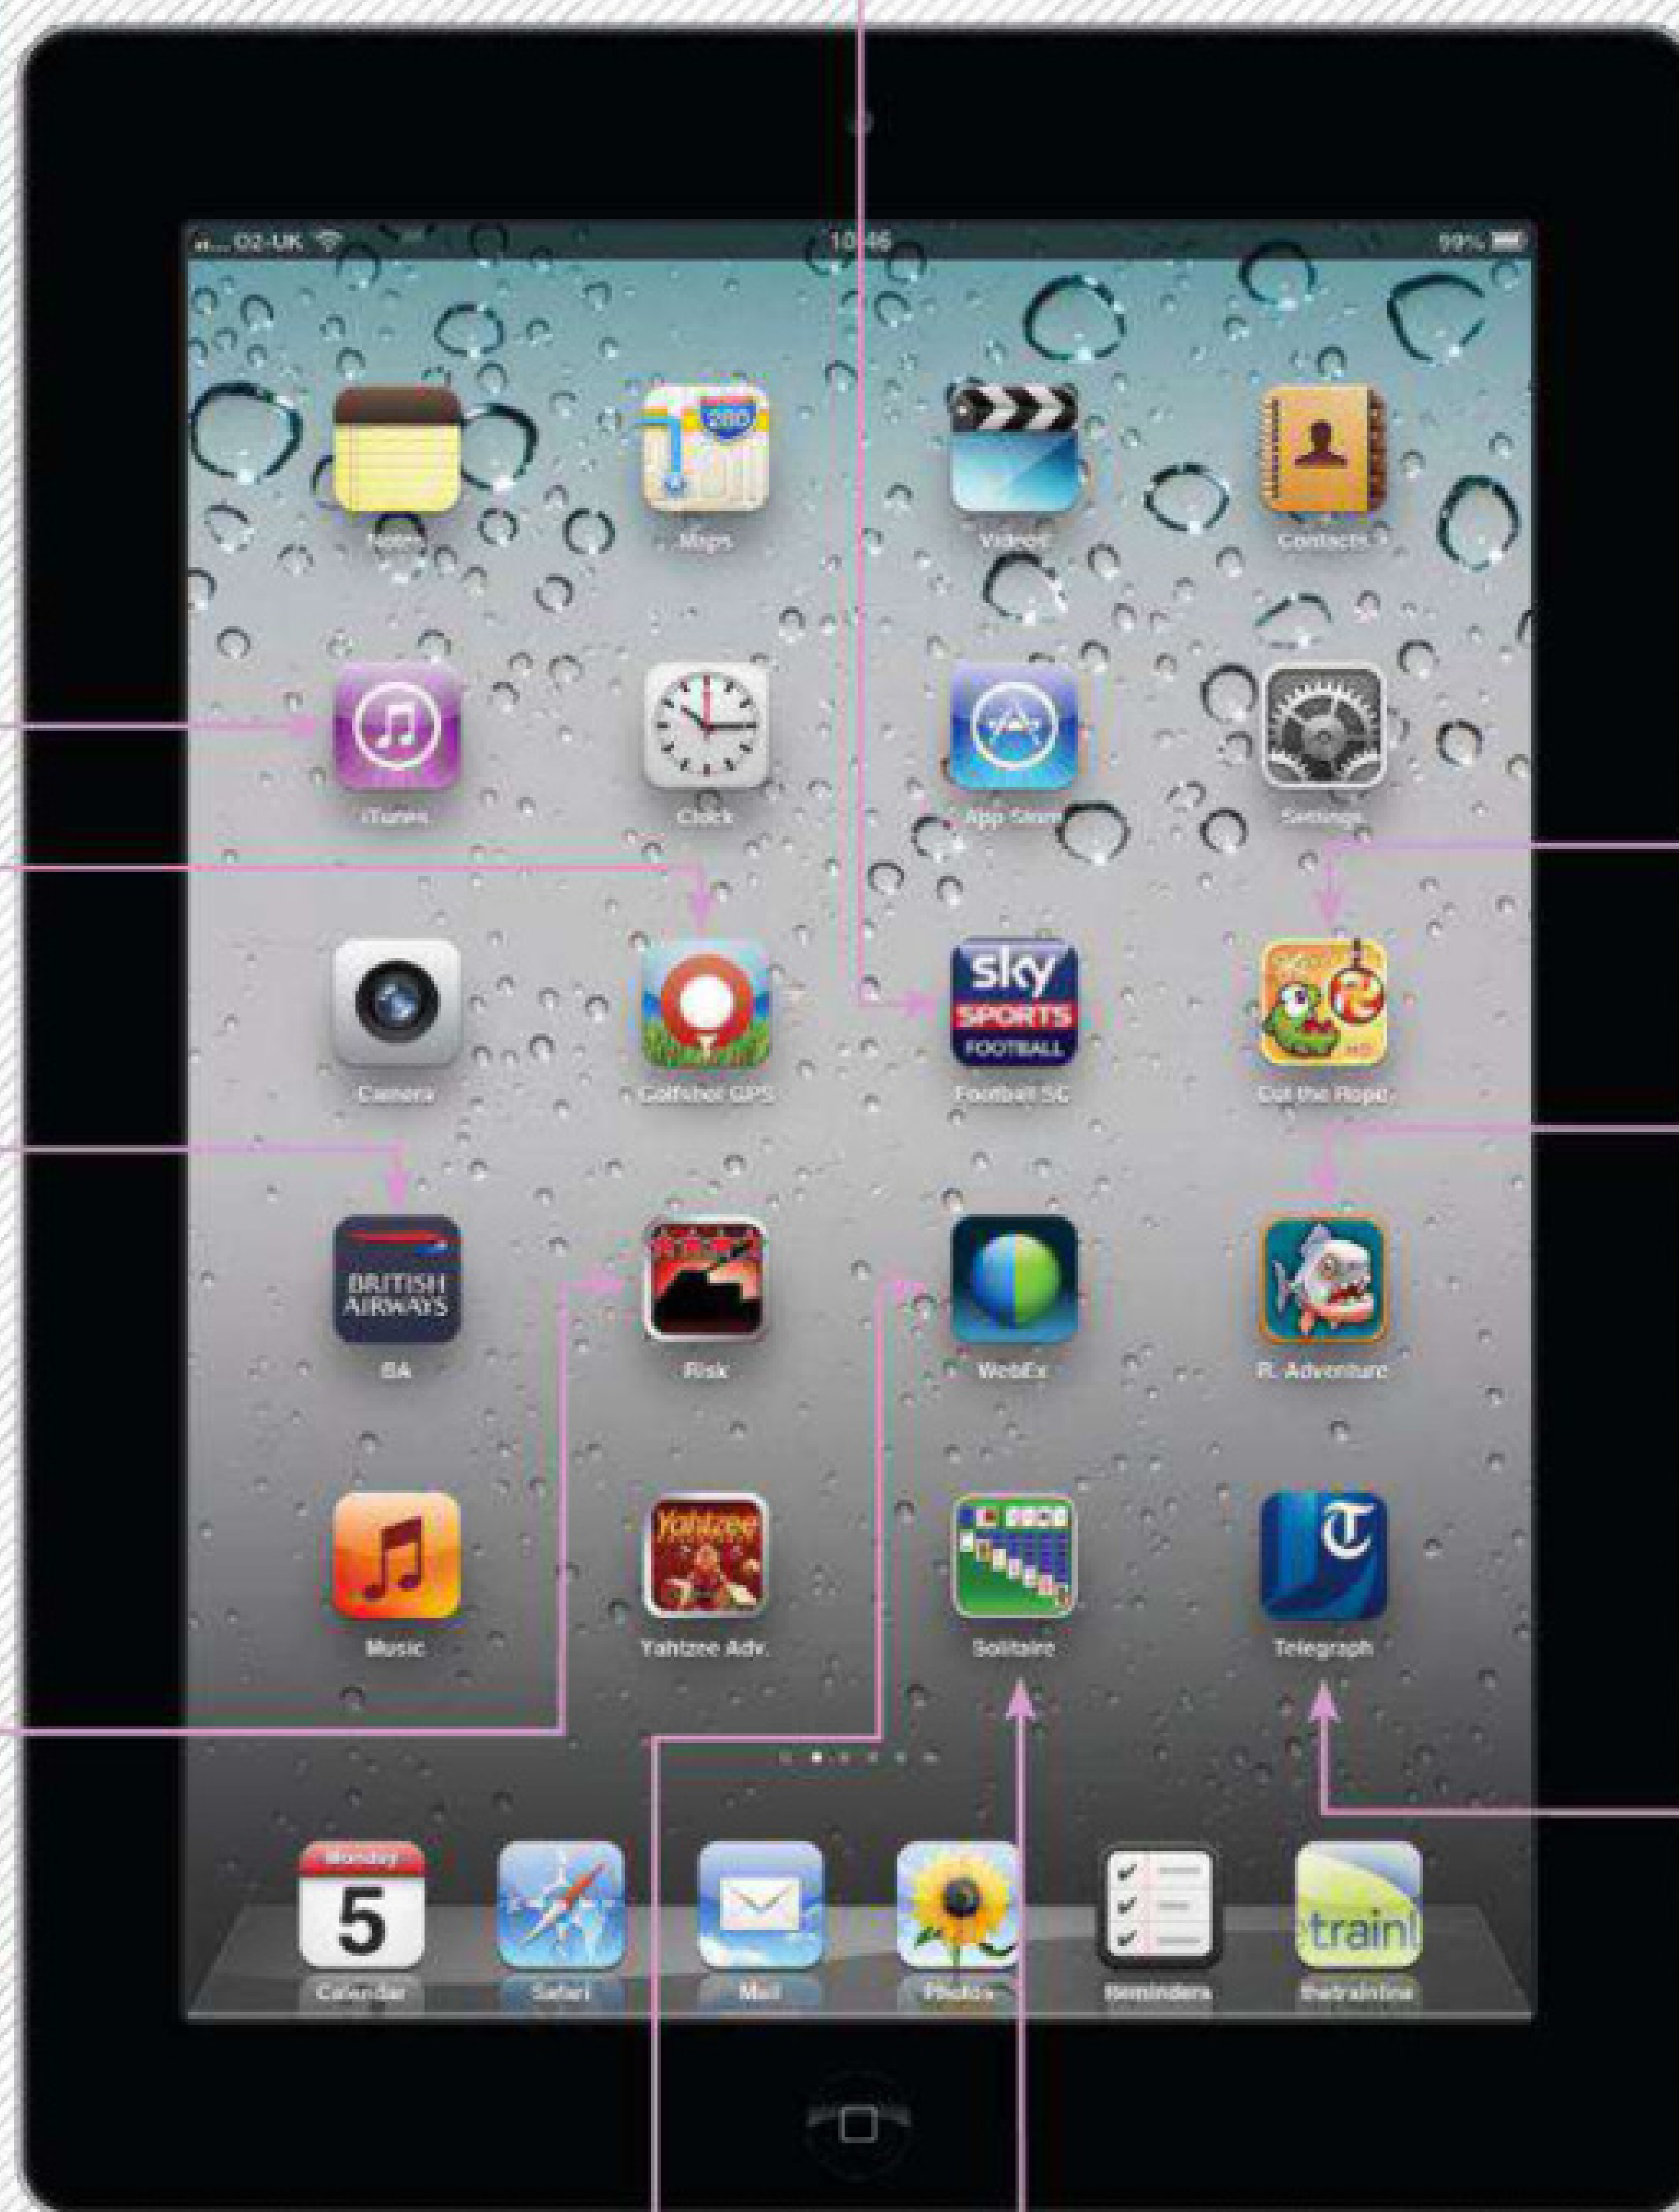 O2-UK 10:46 99%
280
Notes Maps Videos Contacts
iTunes Clock App Store Settings
sky
SPORTS
FOOTBALL
HD
Camera Golfshot GPS Football SC Cut the Rope
BRITISH
AIRWAYS
BA Risk WebEx R. Adventure
Yahtzee
T
Music Yahtzee Adv. Solitaire Telegraph
Monday
5
etrainl
Calendar Safari Mail Photos Reminders thetrainline